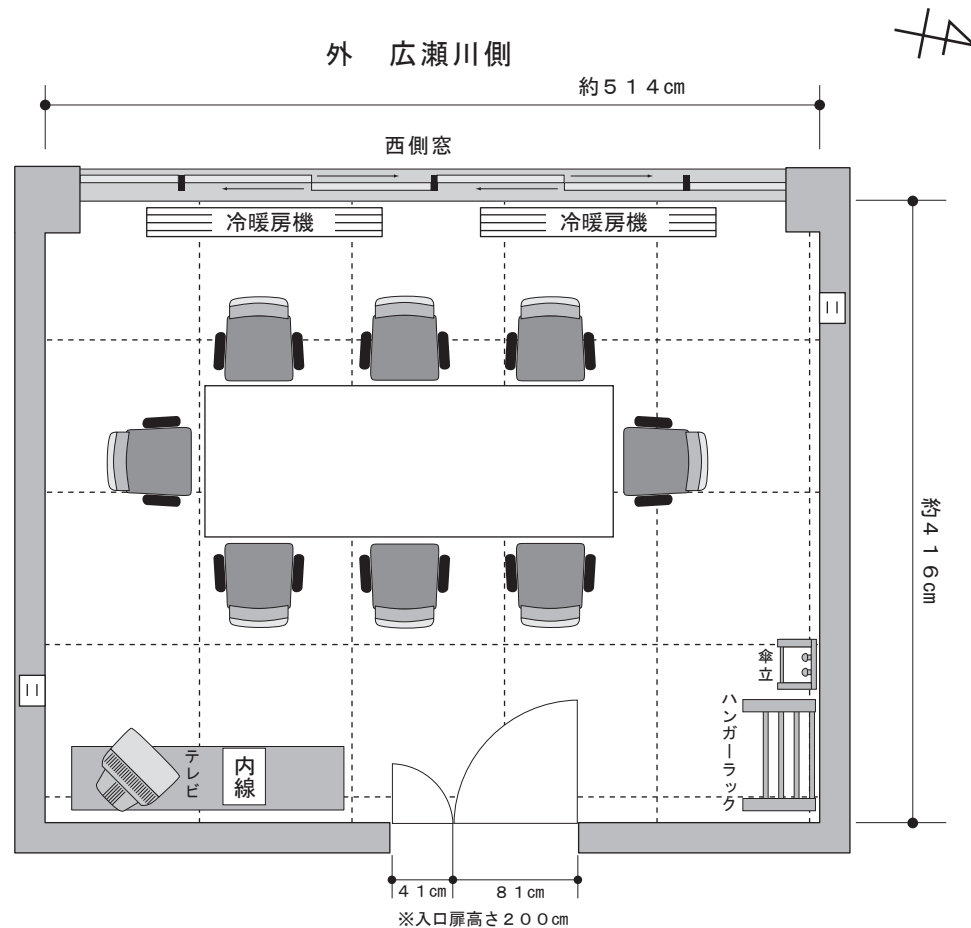 外　広瀬川側
約５１４㎝
西側窓
冷暖房機
冷暖房機
約４１６㎝
傘立
ハンガーラック
テレビ
内線
４１㎝
８１㎝
※入口扉高さ２００㎝